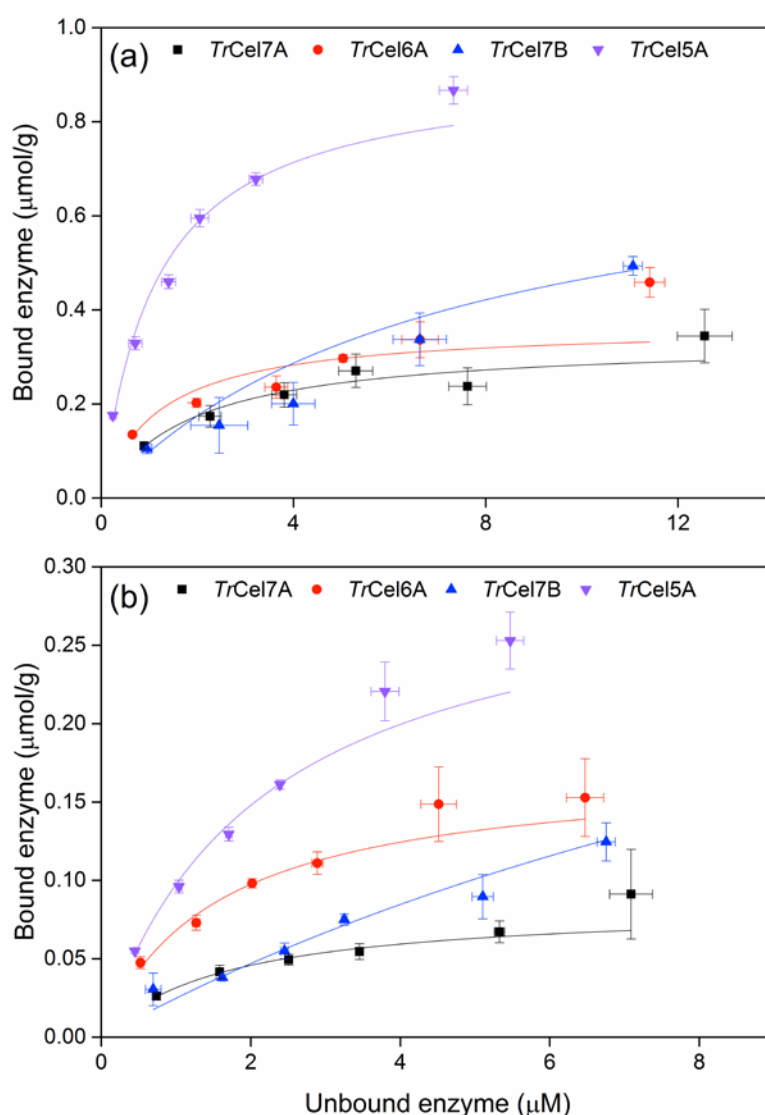 (a) TrCel7A TrCel6A TrCel7B TrCel5A
1.0
0.8
0.6
0.4
0.2
0.0
Bound enzyme (μmol/g)
0 4 8 12
(b) TrCel7A TrCel6A TrCel7B TrCel5A
0.30
0.25
0.20
0.15
0.10
0.05
0.00
Bound enzyme (μmol/g)
0 2 4 6 8
Unbound enzyme (μM)